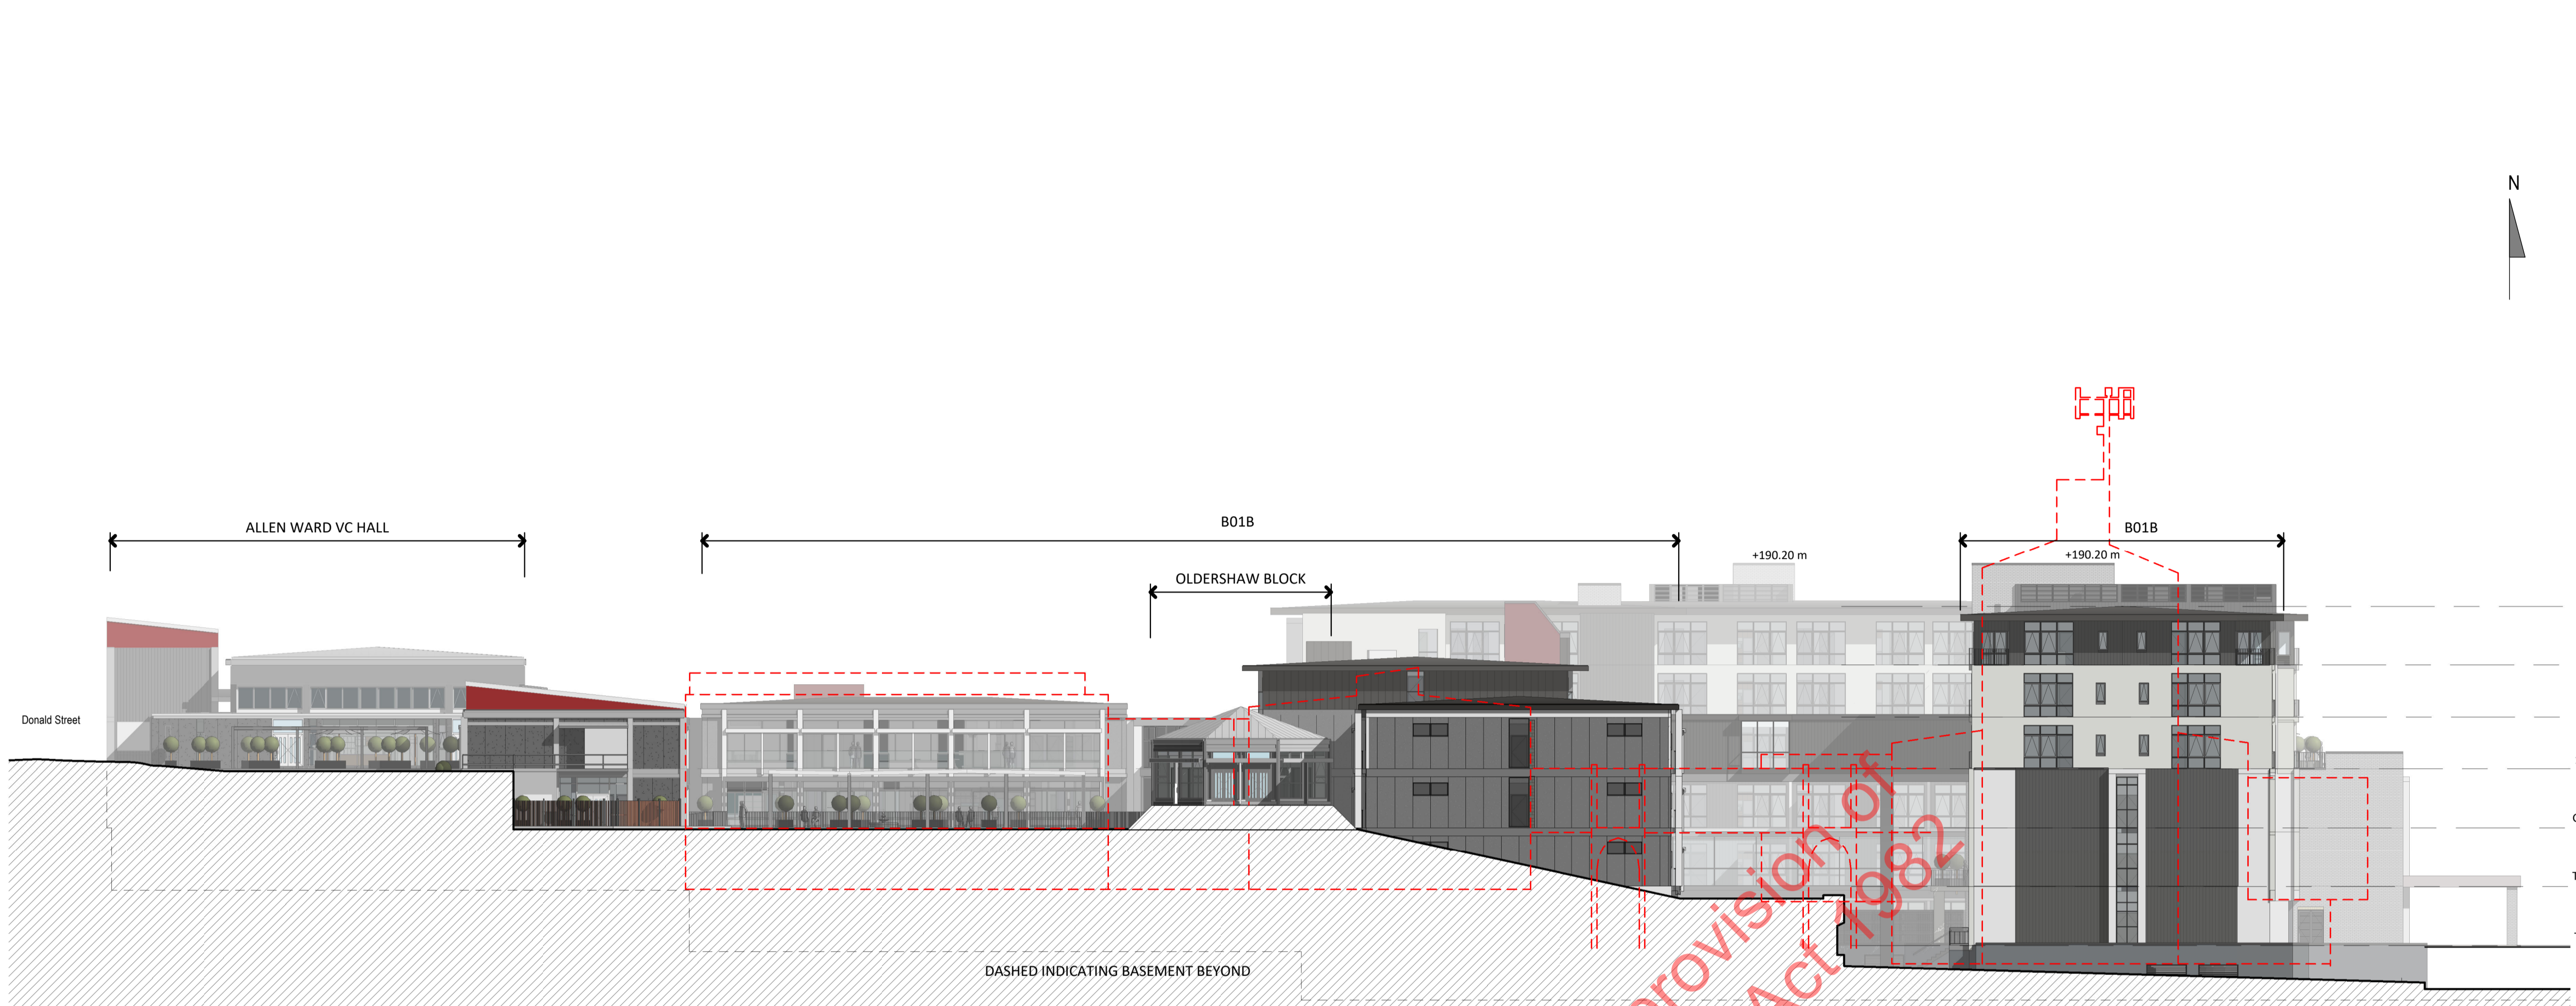 N
ALLEN WARD VC HALL
B01B
B01B
+190.20 m
+190.20 m
OLDERSHAW BLOCK
Donald Street
DASHED INDICATING BASEMENT BEYOND
rovision of
Act 1982